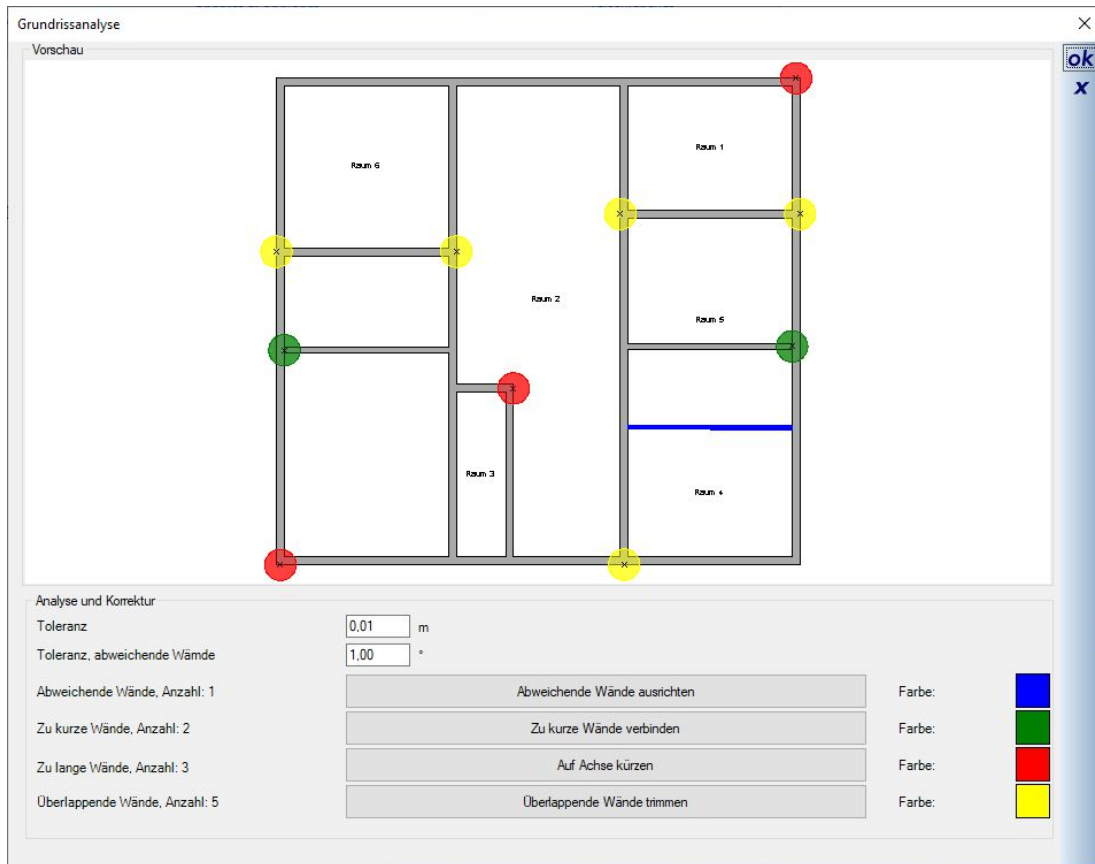 Grundrissanalyse
Vorschau
ok
x
Raum 1
Raum 6
Raum 2
Raum 5
Raum 3
Raum 4
Analyse und Korrektur
Toleranz 0,01 m
Toleranz, abweichende Wämde 1,00 °
Abweichende Wände, Anzahl: 1 Abweichende Wände ausrichten Farbe:
Zu kurze Wände, Anzahl: 2 Zu kurze Wände verbinden Farbe:
Zu lange Wände, Anzahl: 3 Auf Achse kürzen Farbe:
Überlappende Wände, Anzahl: 5 Überlappende Wände trimmen Farbe: